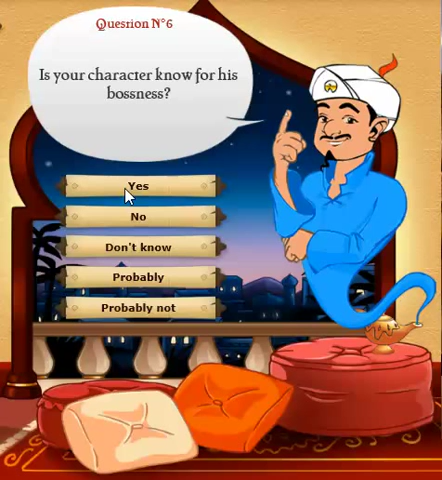 Question N°6
Is your character know for his
bossness?
Yes
No
Don't know
Probably
Probably not